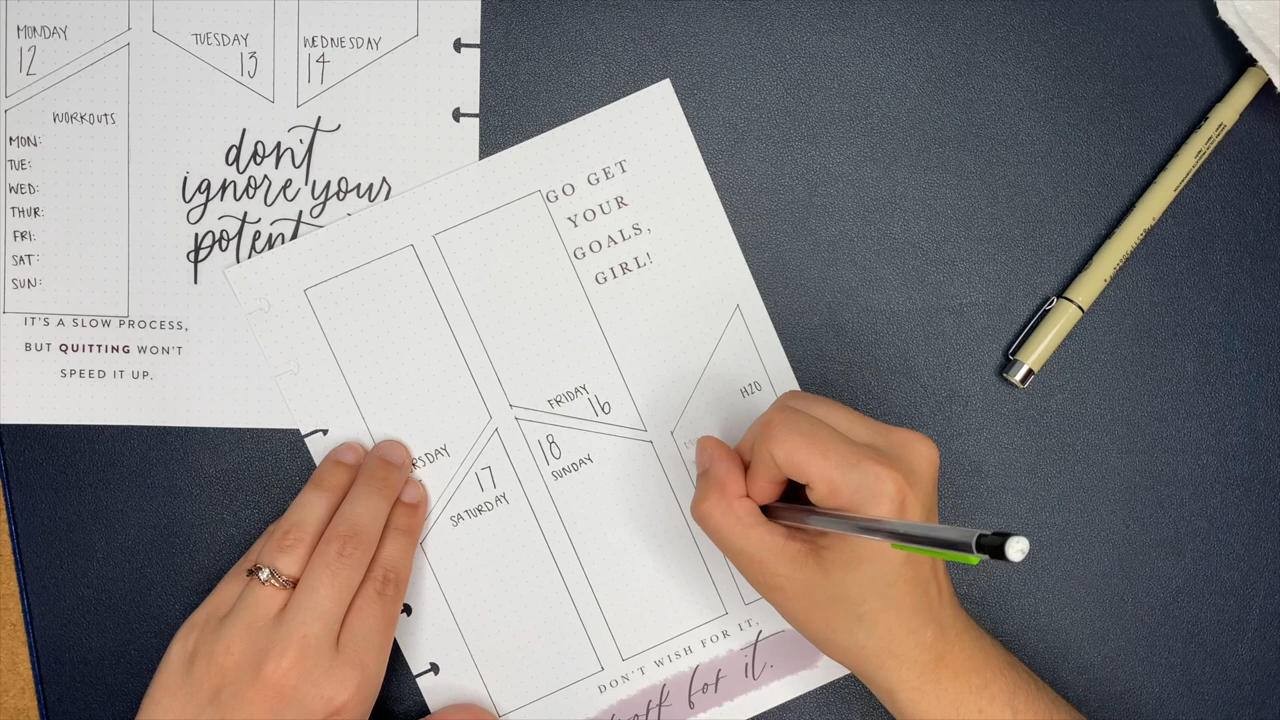 MONDAY
12
TUESDAY
13
WEDNESDAY
14
WORKOUTS
MON:
TUE:
WED:
THUR:
FRI:
SAT:
SUN:
don't
ignore your
IT'S A SLOW PROCESS,
BUT QUITTING WON'T
SPEED IT UP.
GO GET
YOUR
GOALS,
GIRL!
FRIDAY
16
17
SATURDAY
18
SUNDAY
H2O
DON'T WISH FOR IT,
work for it.